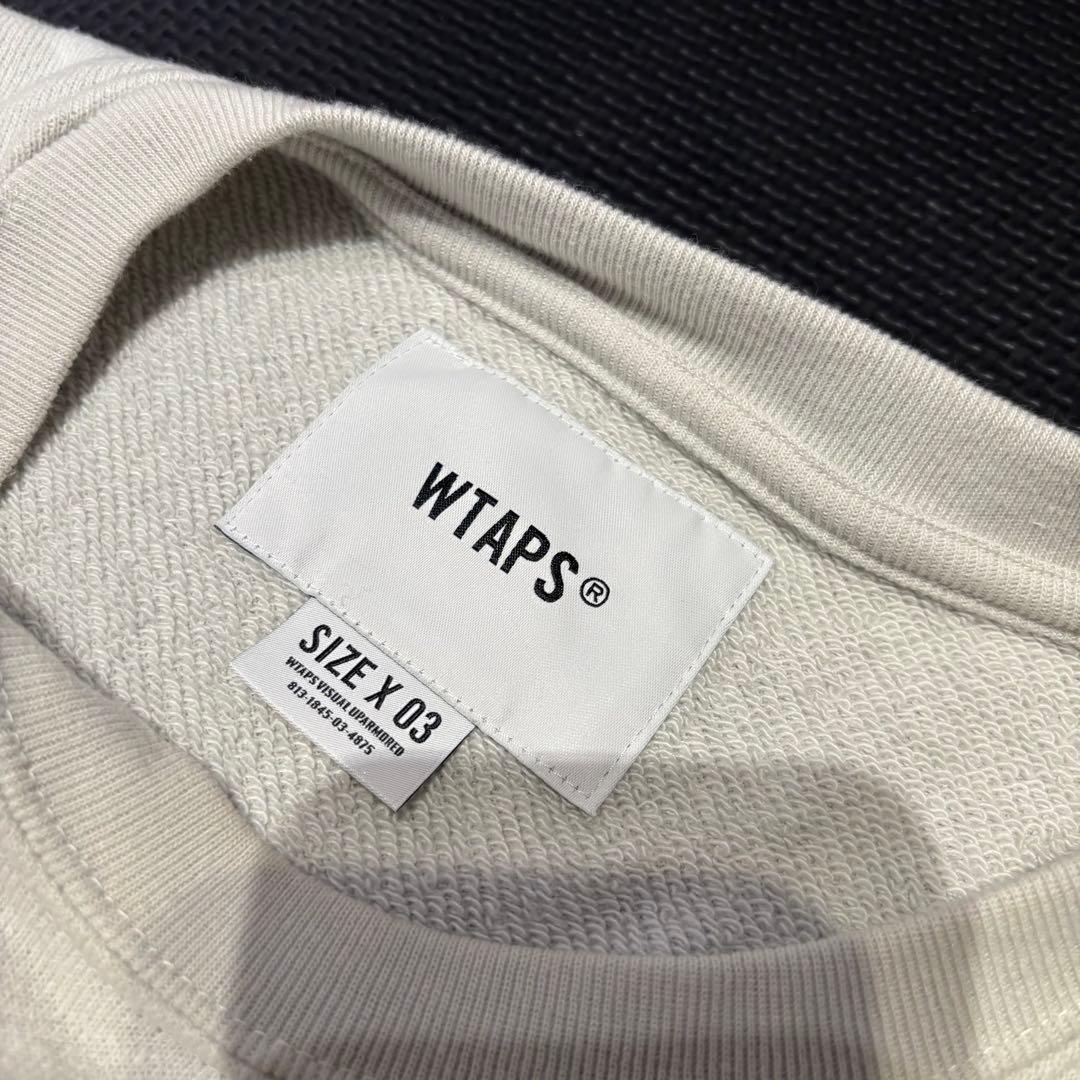 WTAPS®
SIZE X 03
WTAPS VISUAL UPARMORED
813-1845-03-4875